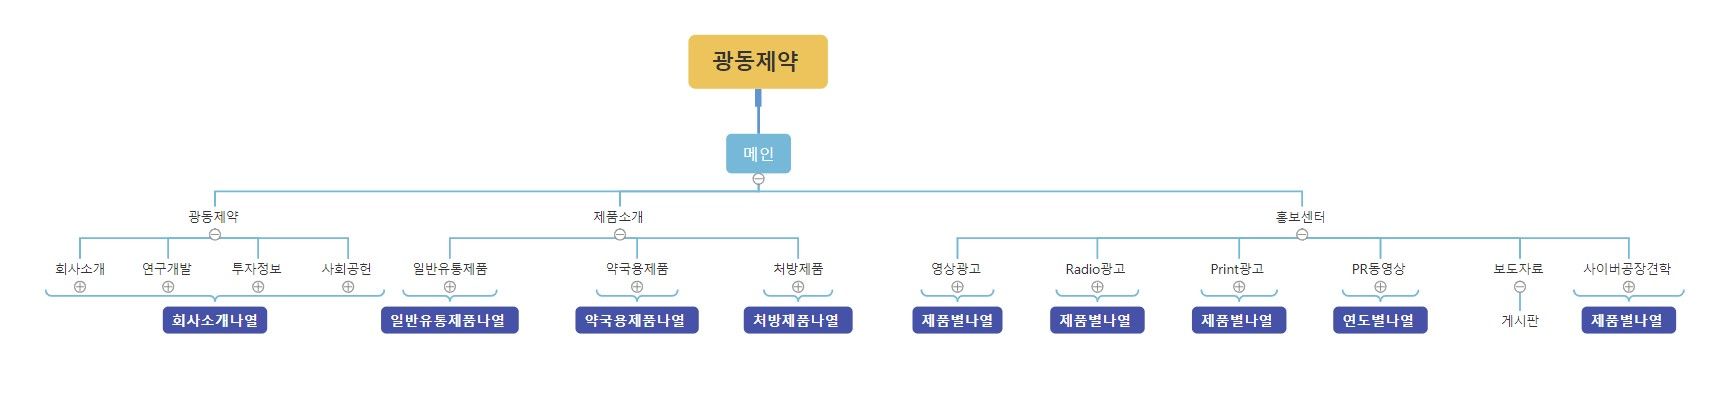 광동제약
메인
광동제약
제품소개
홍보센터
회사소개
연구개발
투자정보
사회공헌
일반유통제품
약국용제품
처방제품
영상광고
Radio광고
Print광고
PR동영상
보도자료
사이버공장견학
회사소개나열
일반유통제품나열
약국용제품나열
처방제품나열
제품별나열
제품별나열
제품별나열
연도별나열
게시판
제품별나열